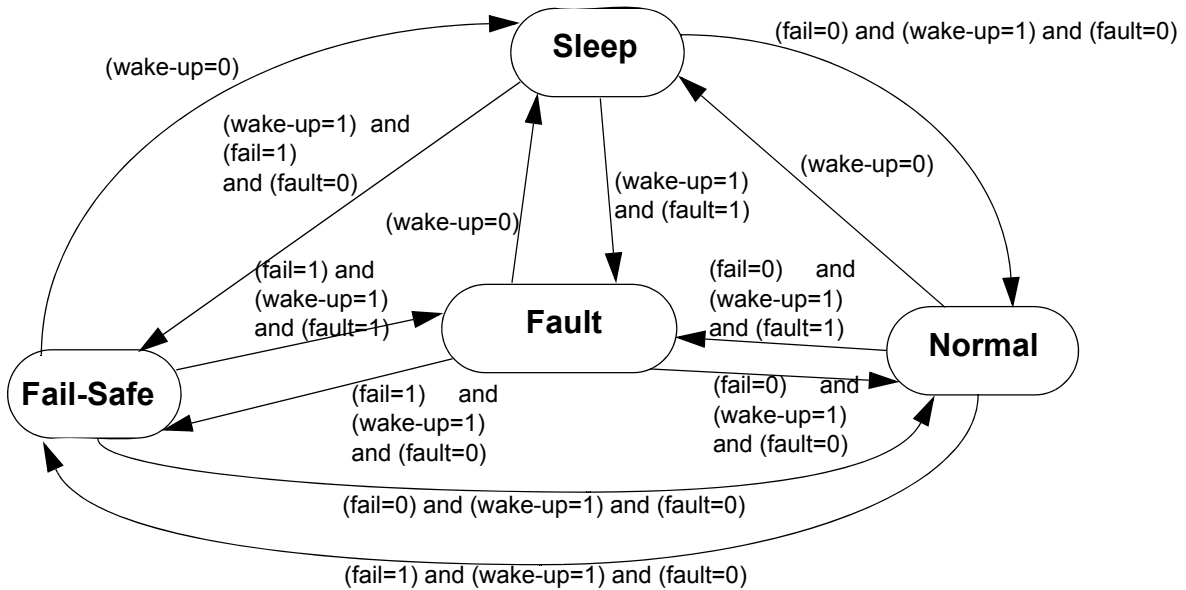 Sleep
(fail=0) and (wake-up=1) and (fault=0)
(wake-up=0)
(wake-up=1) and
(fail=1)
and (fault=0)
(wake-up=0)
(wake-up=1)
and (fault=1)
(wake-up=0)
(fail=1) and
(wake-up=1)
and (fault=1)
(fail=0) and
(wake-up=1)
and (fault=1)
Fault
Normal
Fail-Safe
(fail=1) and
(wake-up=1)
and (fault=0)
(fail=0) and
(wake-up=1)
and (fault=0)
(fail=0) and (wake-up=1) and (fault=0)
(fail=1) and (wake-up=1) and (fault=0)